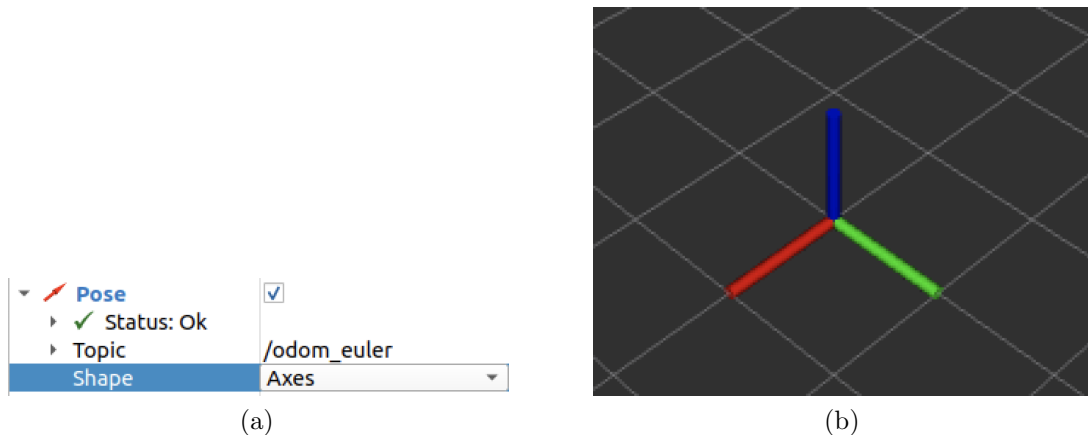 Pose
Status: Ok
Topic /odom_euler
Shape Axes
(a) (b)